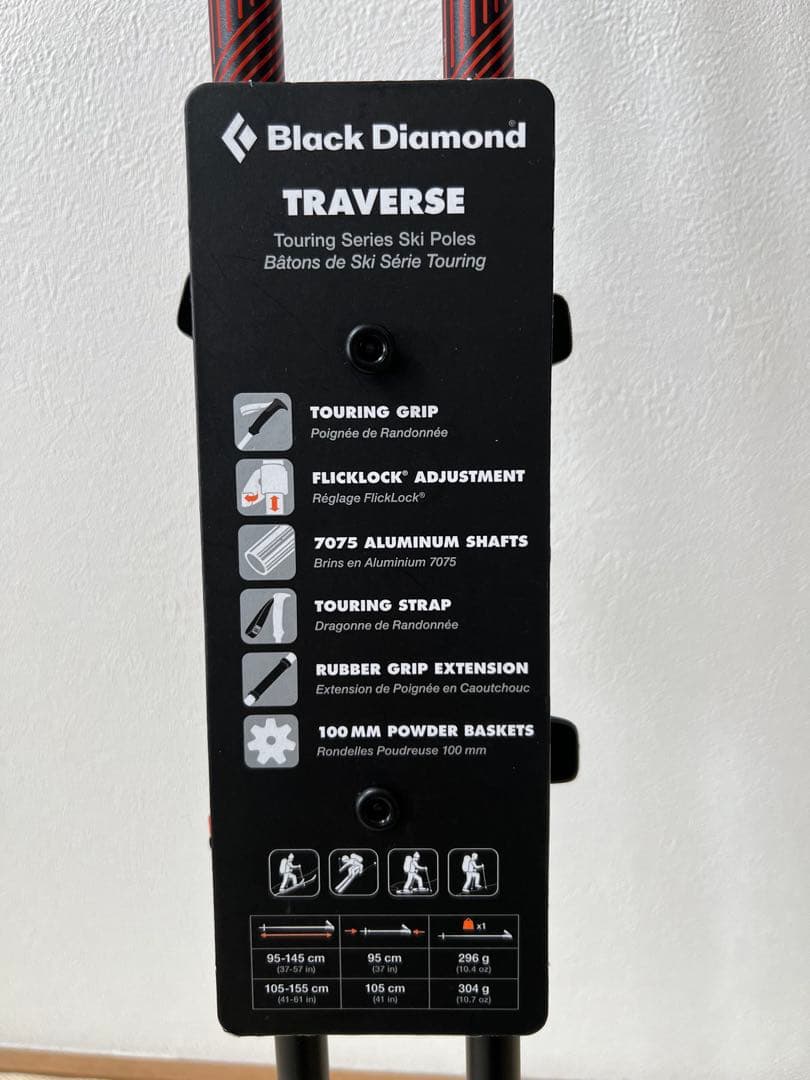 Black Diamond®
TRAVERSE
Touring Series Ski Poles
Bâtons de Ski Série Touring
TOURING GRIP
Poignée de Randonnée
FLICKLOCK® ADJUSTMENT
Réglage FlickLock®
7075 ALUMINUM SHAFTS
Brins en Aluminium 7075
TOURING STRAP
Dragonne de Randonnée
RUBBER GRIP EXTENSION
Extension de Poignée en Caoutchouc
100 MM POWDER BASKETS
Rondelles Poudreuse 100 mm
x1
95-145 cm 95 cm 296 g
(37-57 in) (37 in) (10.4 oz)
105-155 cm 105 cm 304 g
(41-61 in) (41 in) (10.7 oz)